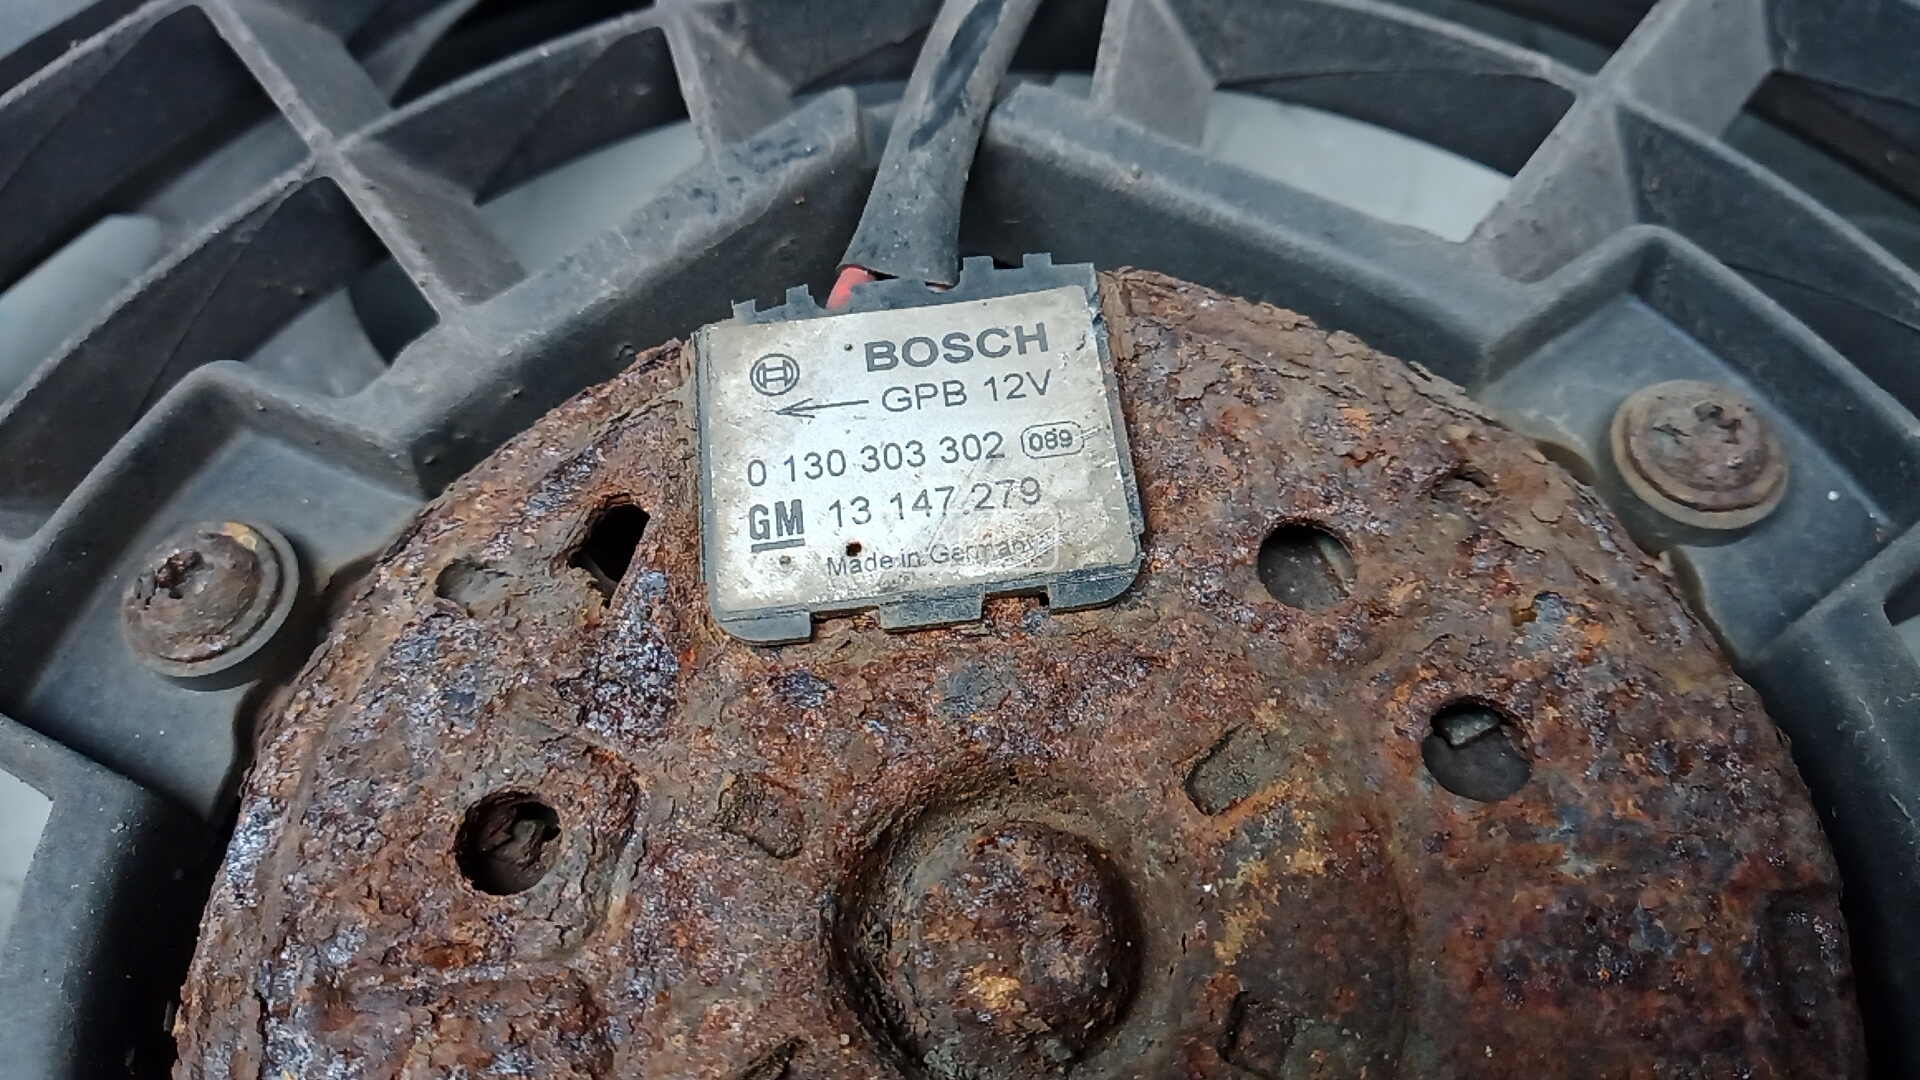 BOSCH
GPB 12V
0 130 303 302 089
GM 13 147 279
Made in Germany